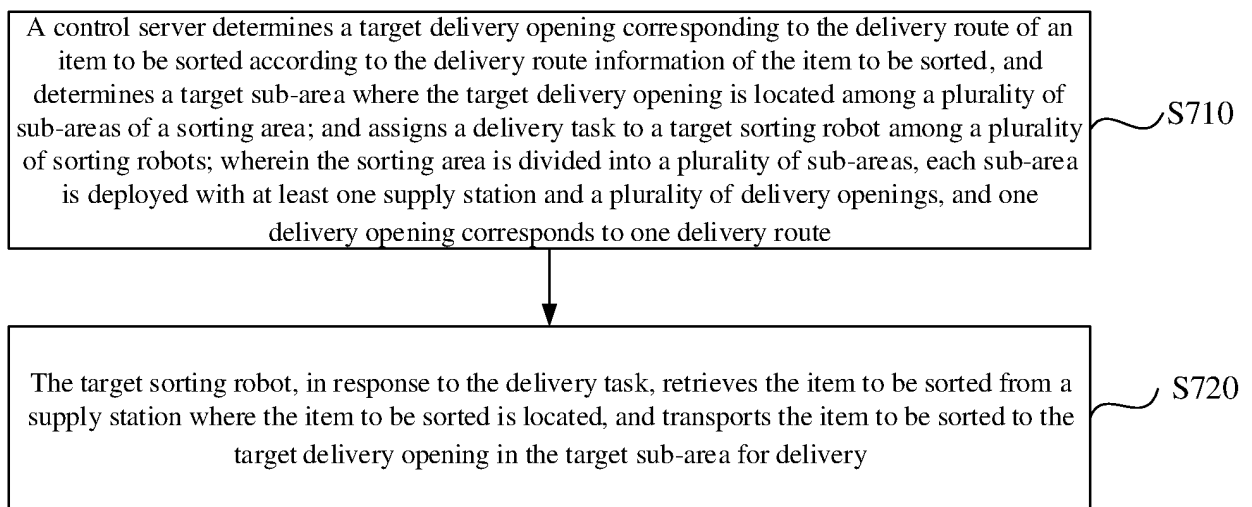 A control server determines a target delivery opening corresponding to the delivery route of an
item to be sorted according to the delivery route information of the item to be sorted, and
determines a target sub-area where the target delivery opening is located among a plurality of
sub-areas of a sorting area; and assigns a delivery task to a target sorting robot among a plurality
of sorting robots; wherein the sorting area is divided into a plurality of sub-areas, each sub-area
is deployed with at least one supply station and a plurality of delivery openings, and one
delivery opening corresponds to one delivery route
S710
The target sorting robot, in response to the delivery task, retrieves the item to be sorted from a
supply station where the item to be sorted is located, and transports the item to be sorted to the
target delivery opening in the target sub-area for delivery
S720